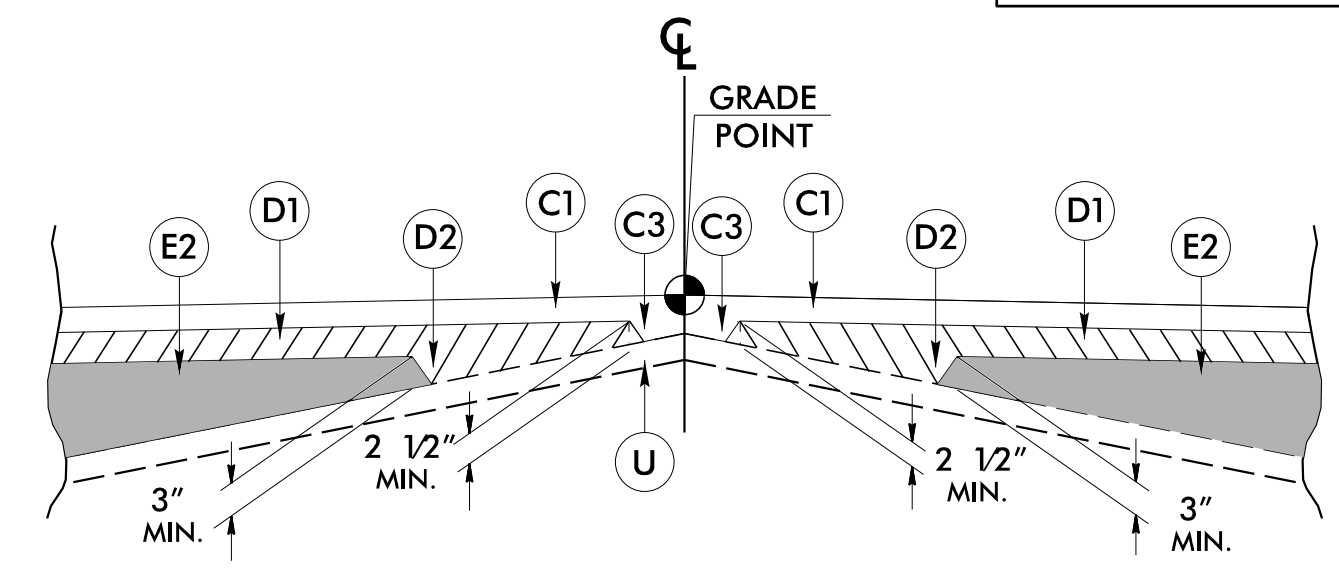 ℄
GRADE
POINT
C1
C1
D1
C3
C3
D1
E2
D2
D2
E2
2 1/2"
MIN.
U
2 1/2"
MIN.
3"
MIN.
3"
MIN.